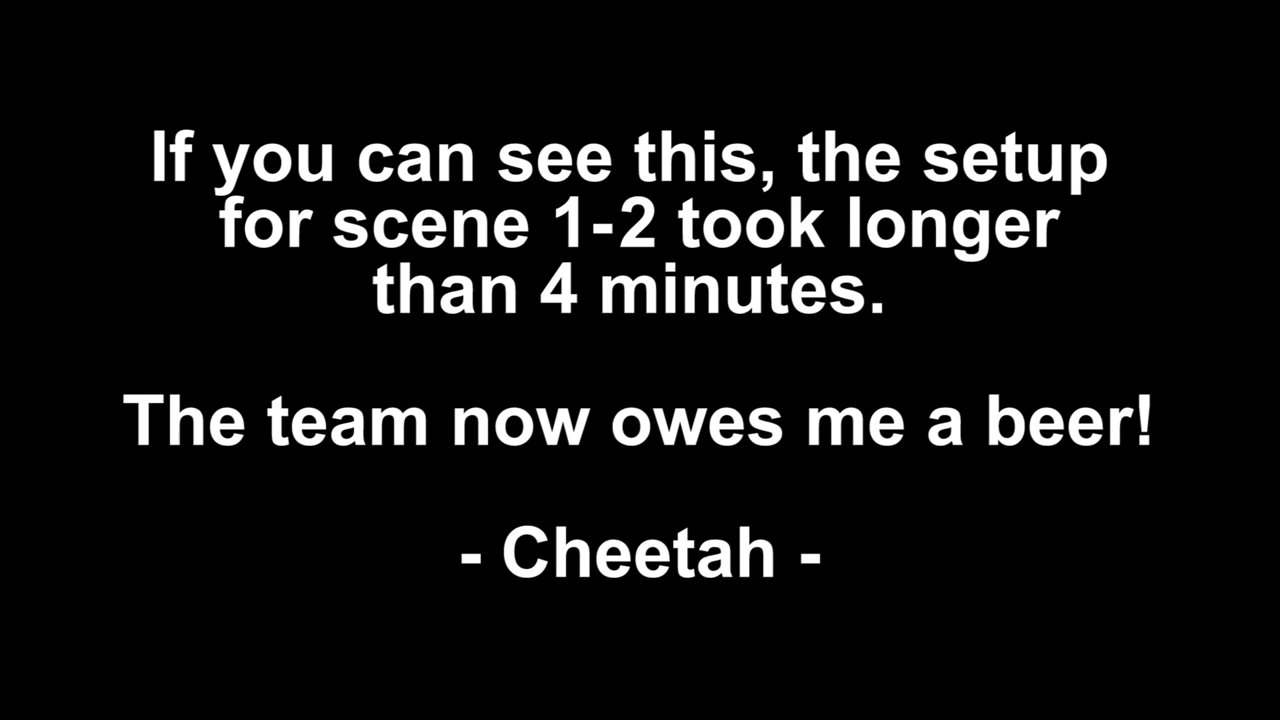 If you can see this, the setup
for scene 1-2 took longer
than 4 minutes.
The team now owes me a beer!
- Cheetah -